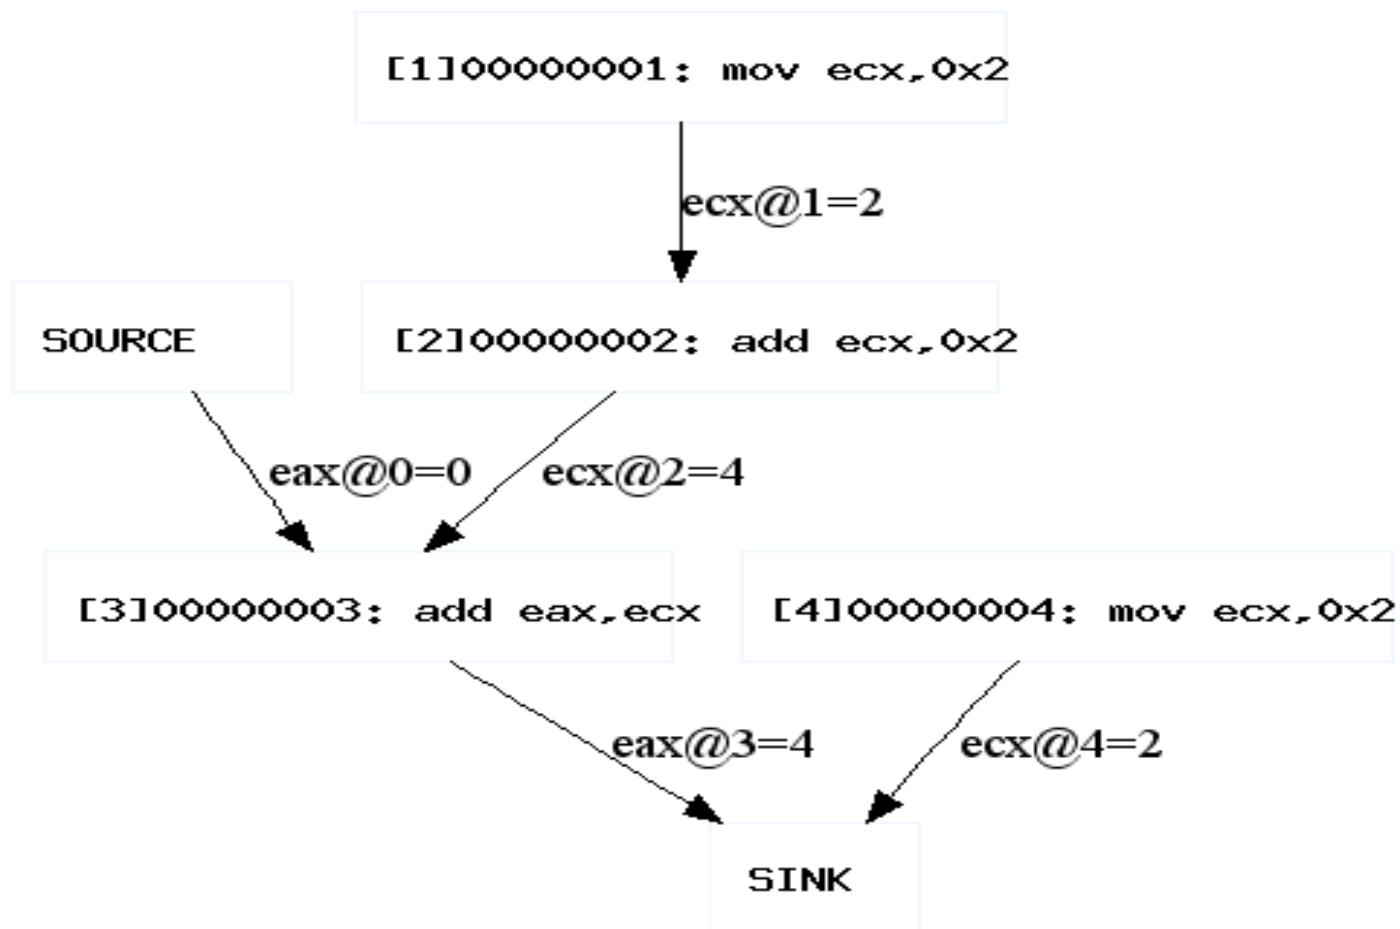 [1]00000001: mov ecx,0x2
ecx@1=2
SOURCE
[2]00000002: add ecx,0x2
eax@0=0
ecx@2=4
[3]00000003: add eax,ecx
[4]00000004: mov ecx,0x2
eax@3=4
ecx@4=2
SINK